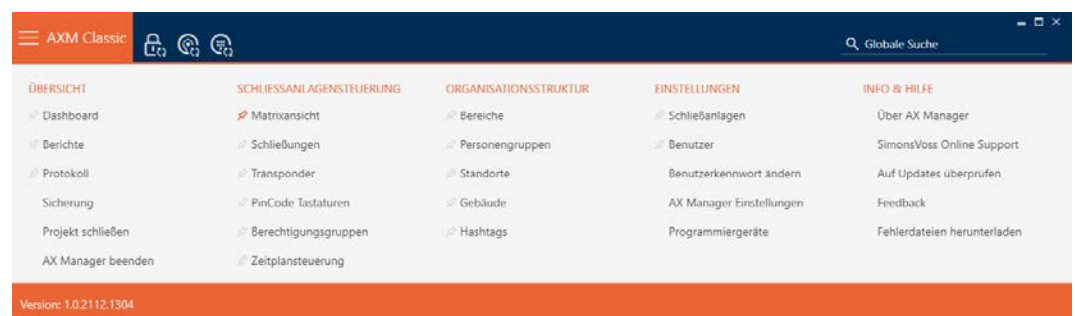 AXM Classic
Globale Suche
ÜBERSICHT
Dashboard
Berichte
Protokoll
Sicherung
Projekt schließen
AX Manager beenden
SCHLIESSANLAGENSTEUERUNG
Matrixansicht
Schließungen
Transponder
PinCode Tastaturen
Berechtigungsgruppen
Zeitplansteuerung
ORGANISATIONSSTRUKTUR
Bereiche
Personengruppen
Standorte
Gebäude
Hashtags
EINSTELLUNGEN
Schließanlagen
Benutzer
Benutzerkennwort ändern
AX Manager Einstellungen
Programmiergeräte
INFO & HILFE
Über AX Manager
SimonsVoss Online Support
Auf Updates überprüfen
Feedback
Fehlerdateien herunterladen
Version: 1.0.2112.1304